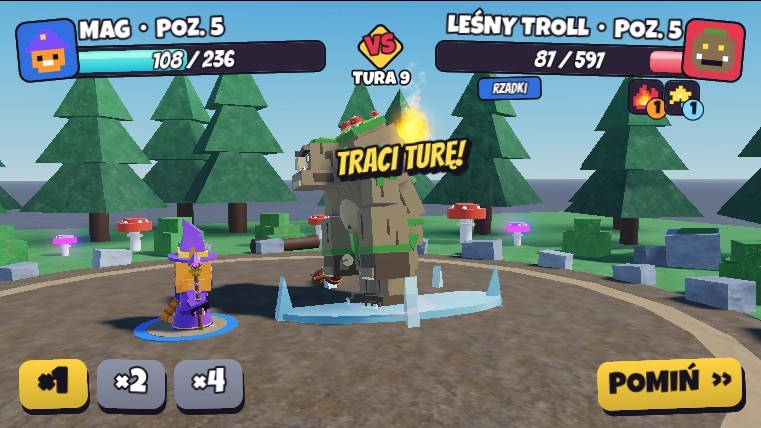 MAG • POZ. 5
108 / 236
VS
TURA 9
LEŚNY TROLL • POZ. 5
87 / 597
RZADKI
1
1
TRACI TURĘ!
×1
×2
×4
POMIŃ >>